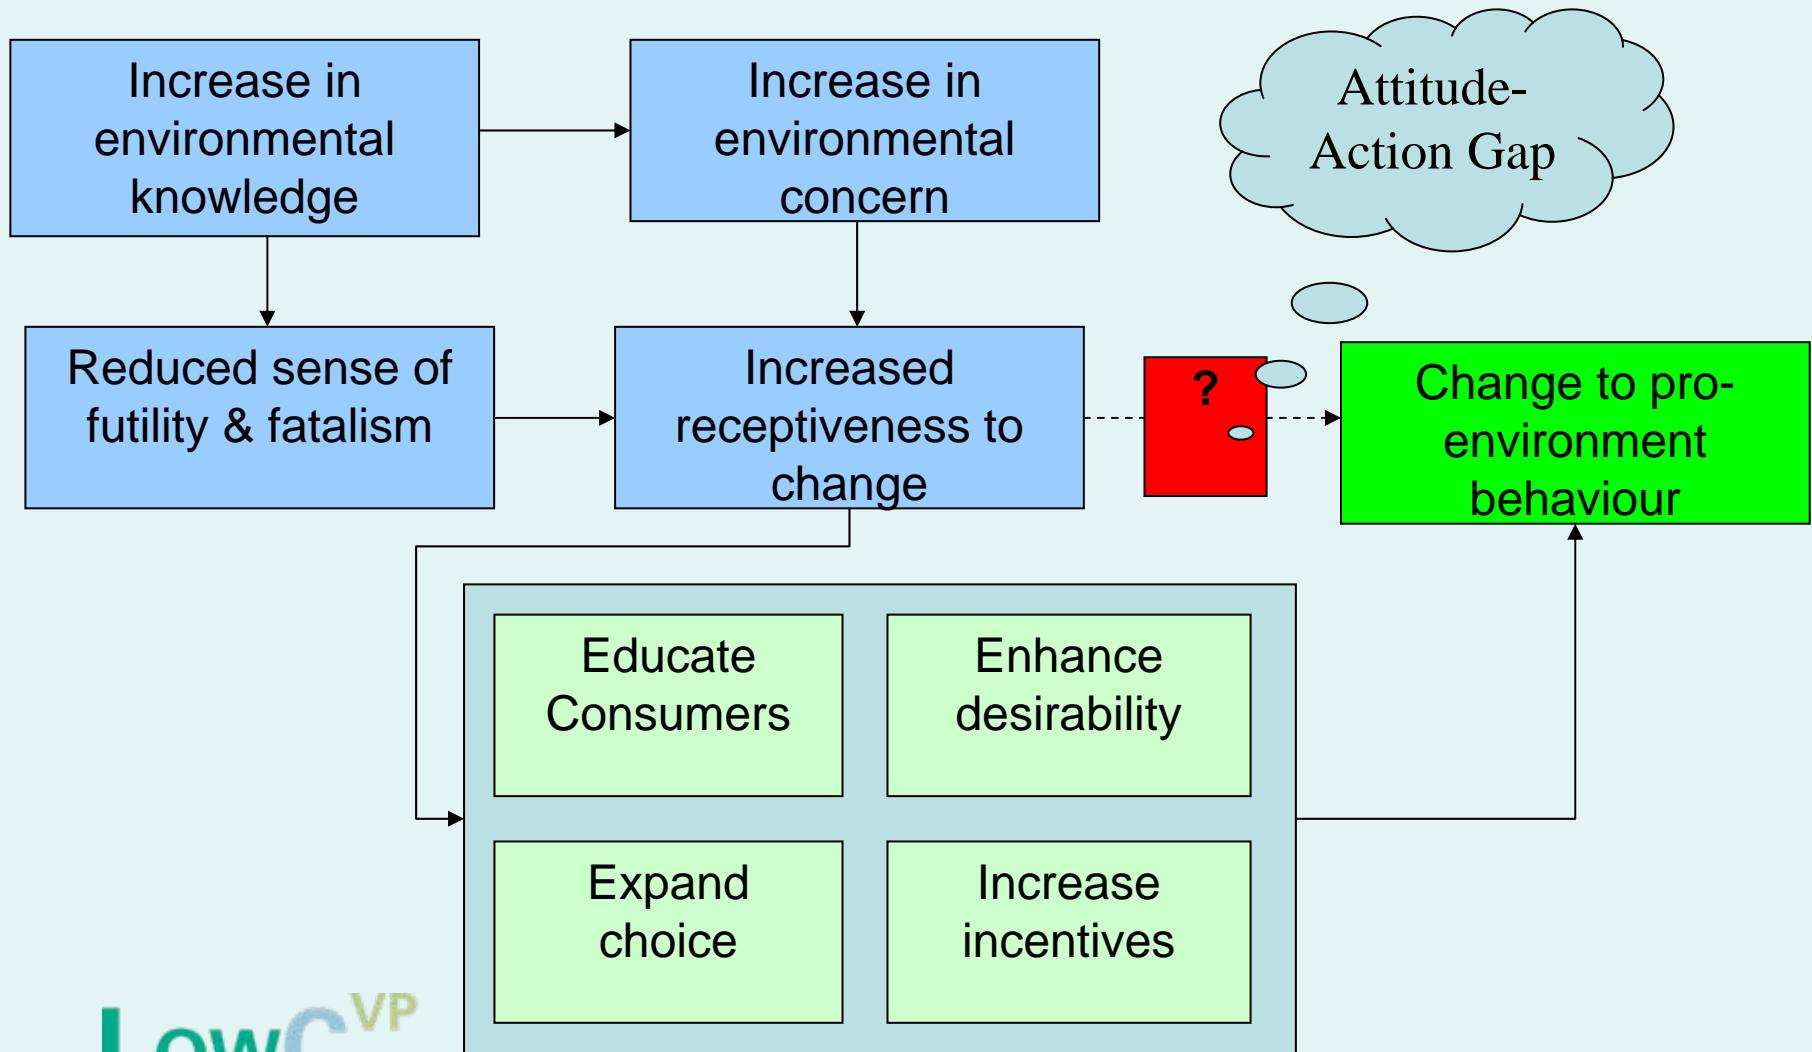 Increase in
environmental
knowledge
Increase in
environmental
concern
Attitude-
Action Gap
Reduced sense of
futility & fatalism
Increased
receptiveness to
change
?
Change to pro-
environment
behaviour
Educate
Consumers
Enhance
desirability
Expand
choice
Increase
incentives
LowCVP